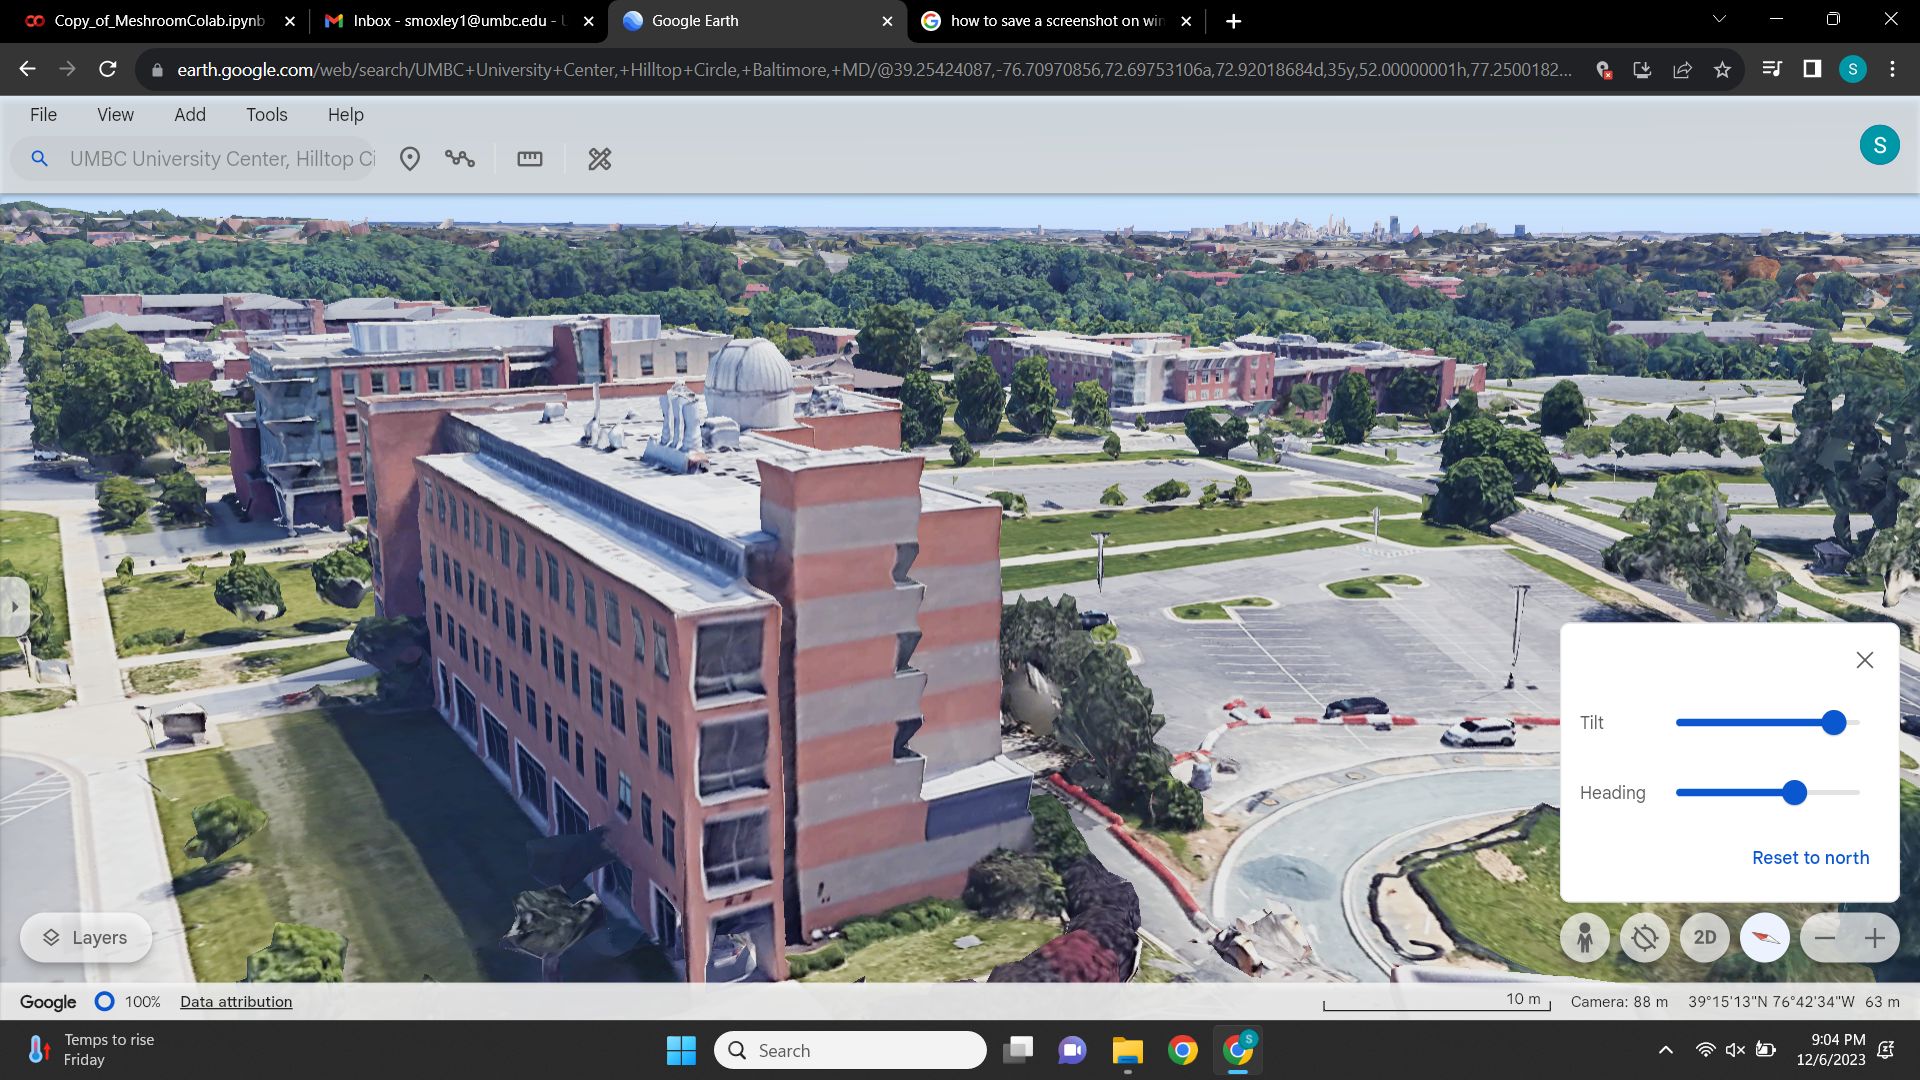 Copy_of_MeshroomColab.ipynb
Inbox - smoxley1@umbc.edu - U
Google Earth
how to save a screenshot on win
earth.google.com/web/search/UMBC+University+Center,+Hilltop+Circle,+Baltimore,+MD/@39.25424087,-76.70970856,72.69753106a,72.92018684d,35y,52.00000001h,77.2500182...
S
File View Add Tools Help
UMBC University Center, Hilltop Ci
S
Tilt
Heading
Reset to north
Layers
2D
Google 100% Data attribution
10 m Camera: 88 m 39°15'13"N 76°42'34"W 63 m
Temps to rise
Friday
Search
S
9:04 PM
12/6/2023